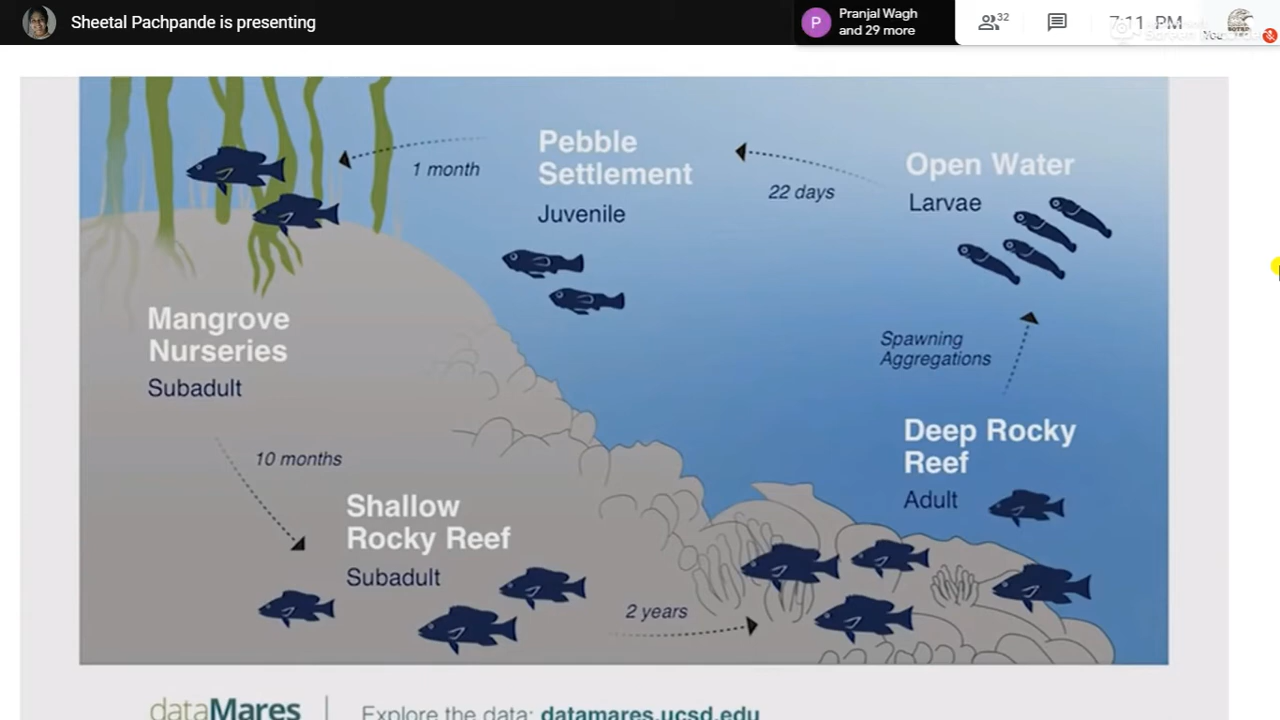 Sheetal Pachpande is presenting
P
Pranjal Wagh
and 29 more
32
7:11 PM
You
Pebble
Settlement
Juvenile
1 month
22 days
Open Water
Larvae
Mangrove
Nurseries
Subadult
Spawning
Aggregations
10 months
Deep Rocky
Reef
Adult
Shallow
Rocky Reef
Subadult
2 years
dataMares
Explore the data: datamares.ucsd.edu